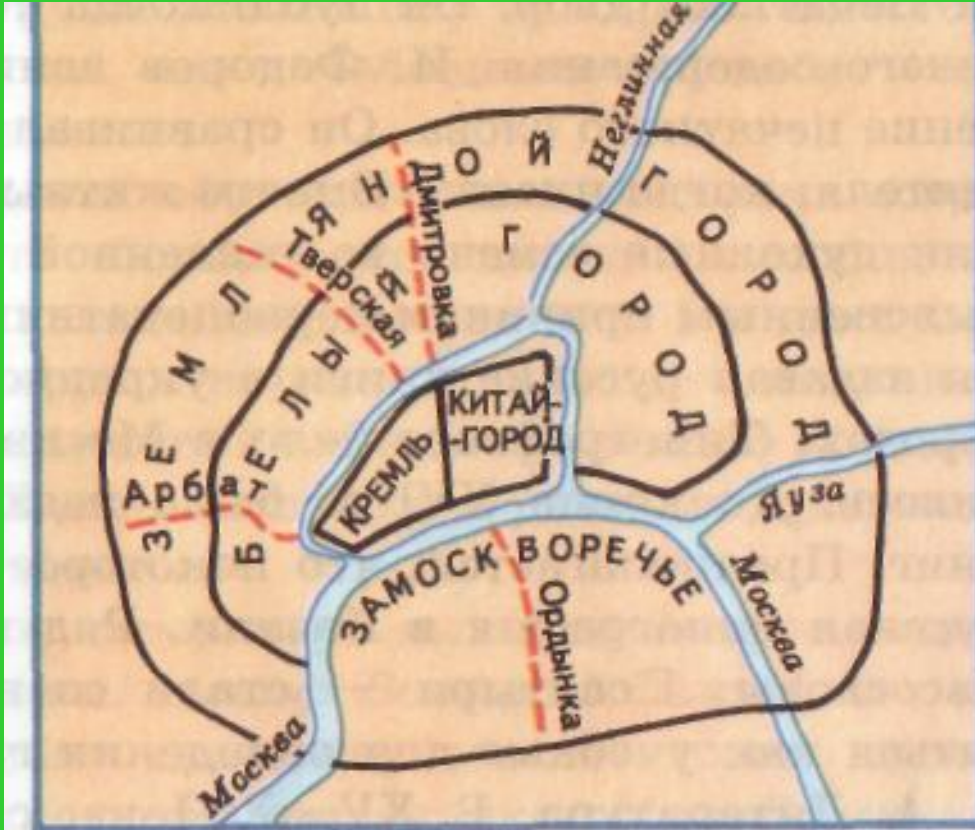 Неглинная
ЗЕМЛЯНОЙ ГОРОД
Дмитровка
Тверская
БЕЛЫЙ ГОРОД
КИТАЙ-
-ГОРОД
КРЕМЛЬ
Арбат
Яуза
ЗАМОСКВОРЕЧЬЕ
Москва
Ордынка
Москва